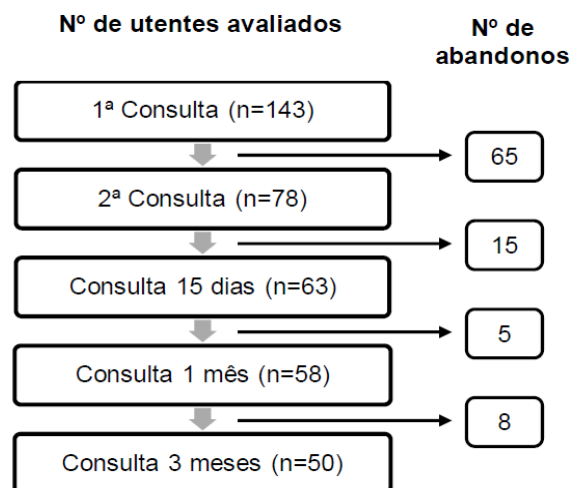 Nº de utentes avaliados
Nº de
abandonos
1ª Consulta (n=143)
65
2ª Consulta (n=78)
15
Consulta 15 dias (n=63)
5
Consulta 1 mês (n=58)
8
Consulta 3 meses (n=50)